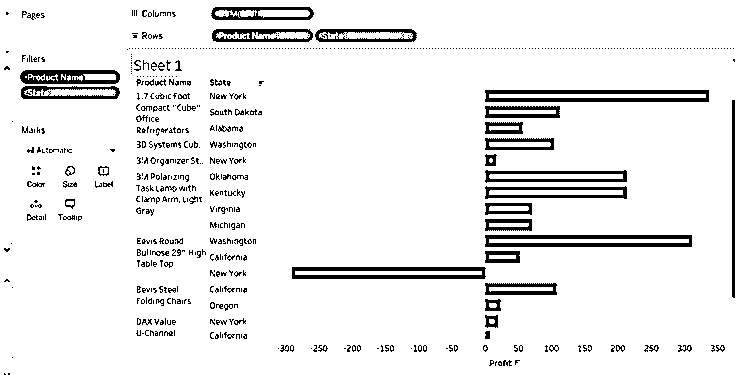 Pages
Columns
Rows
Product Name
State
Filters
Product Name
State
Marks
Automatic
Color
Size
Label
Detail
Tooltip
Sheet 1
Product Name
State
1.7 Cubic Foot
Compact "Cube"
Office
Refrigerators
New York
South Dakota
Alabama
3D Systems Cub..
Washington
3M Organizer St..
New York
3M Polarizing
Task Lamp with
Clamp Arm, Light
Gray
Oklahoma
Kentucky
Virginia
Michigan
Bevis Round
Bullnose 29" High
Table Top
Washington
California
New York
Bevis Steel
Folding Chairs
California
Oregon
DAX Value
U-Channel
New York
California
-300 -250 -200 -150 -100 -50 0 50 100 150 200 250 300 350
Profit